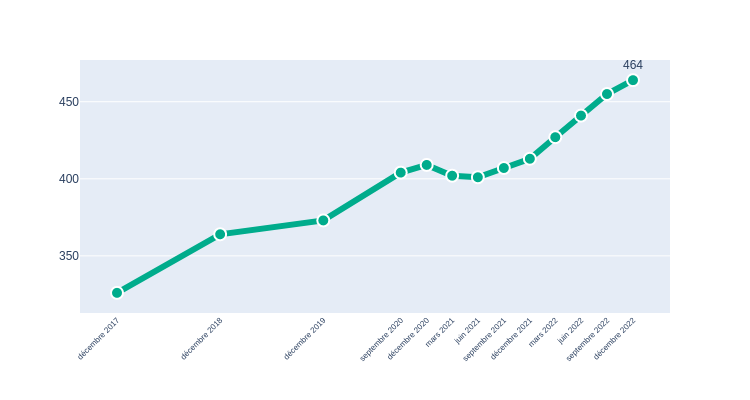 464
450
400
350
décembre 2017
décembre 2018
décembre 2019
septembre 2020
décembre 2020
mars 2021
juin 2021
septembre 2021
décembre 2021
mars 2022
juin 2022
septembre 2022
décembre 2022